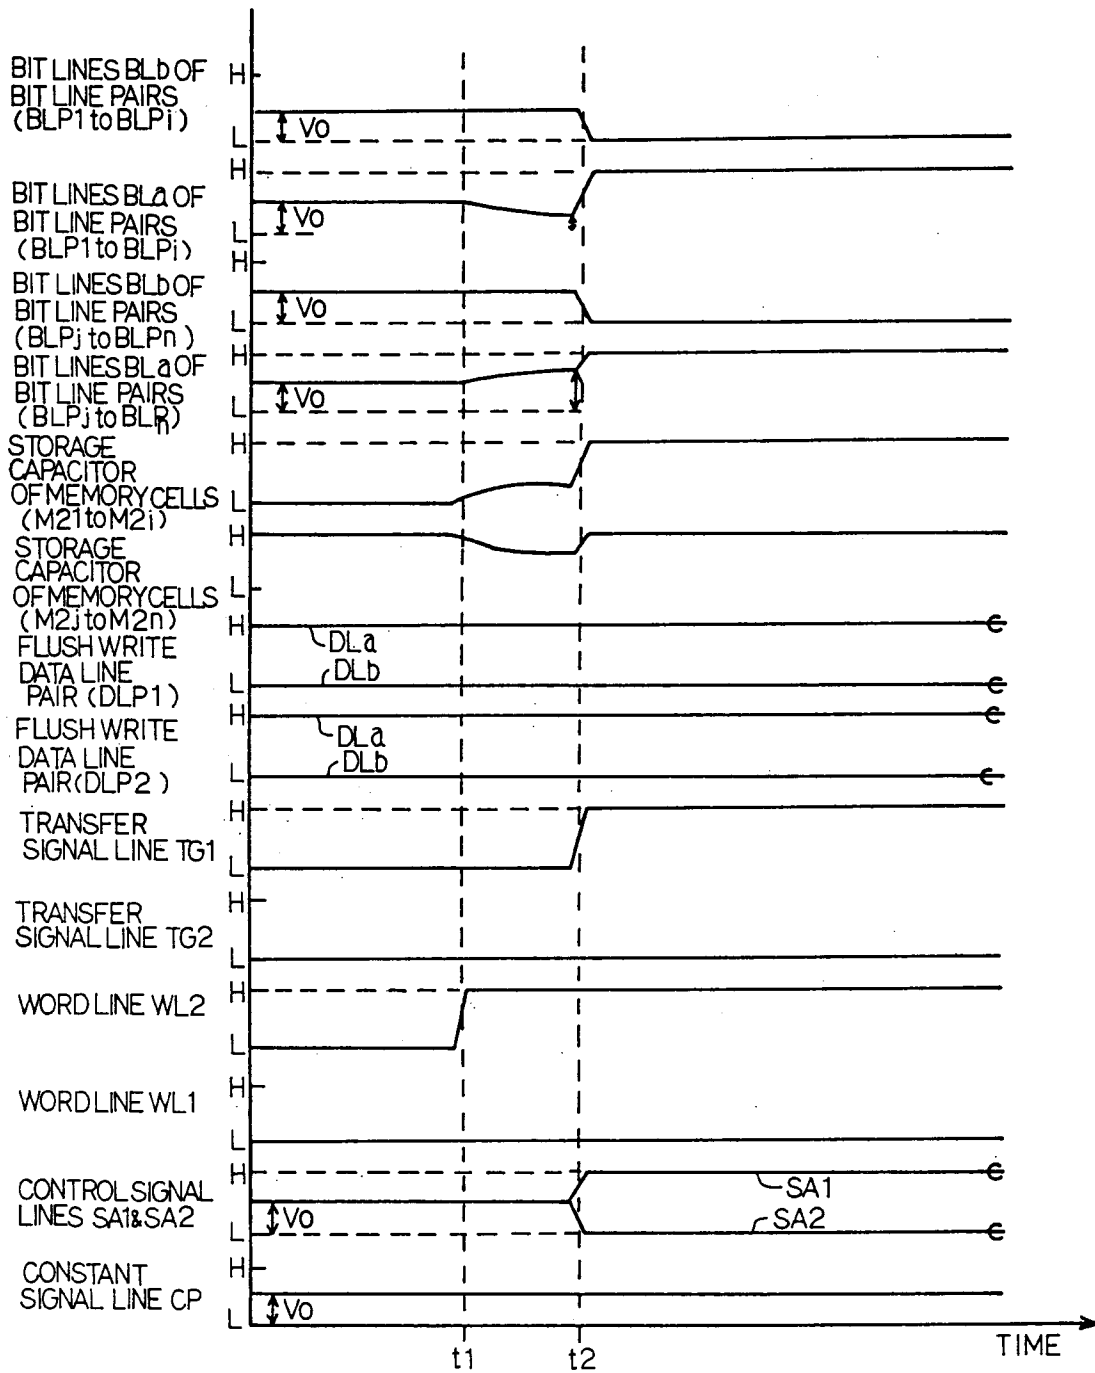 BIT LINES BLb OF
BIT LINE PAIRS
(BLP1 to BLPi)
H
L
Vo
BIT LINES BLa OF
BIT LINE PAIRS
(BLP1 to BLPi)
H
L
Vo
BIT LINES BLb OF
BIT LINE PAIRS
(BLPj to BLPn)
H
L
Vo
BIT LINES BLa OF
BIT LINE PAIRS
(BLPj to BLPn)
H
L
Vo
STORAGE
CAPACITOR
OF MEMORY CELLS
(M21 to M2i)
H
L
STORAGE
CAPACITOR
OF MEMORY CELLS
(M2j to M2n)
H
L
FLUSH WRITE
DATA LINE
PAIR (DLP1)
H
L
DLa
DLb
FLUSH WRITE
DATA LINE
PAIR (DLP2)
H
L
DLa
DLb
TRANSFER
SIGNAL LINE TG1
H
L
TRANSFER
SIGNAL LINE TG2
H
L
WORD LINE WL2
H
L
WORD LINE WL1
H
L
CONTROL SIGNAL
LINES SA1&SA2
H
L
Vo
SA1
SA2
CONSTANT
SIGNAL LINE CP
H
L
Vo
t1
t2
TIME